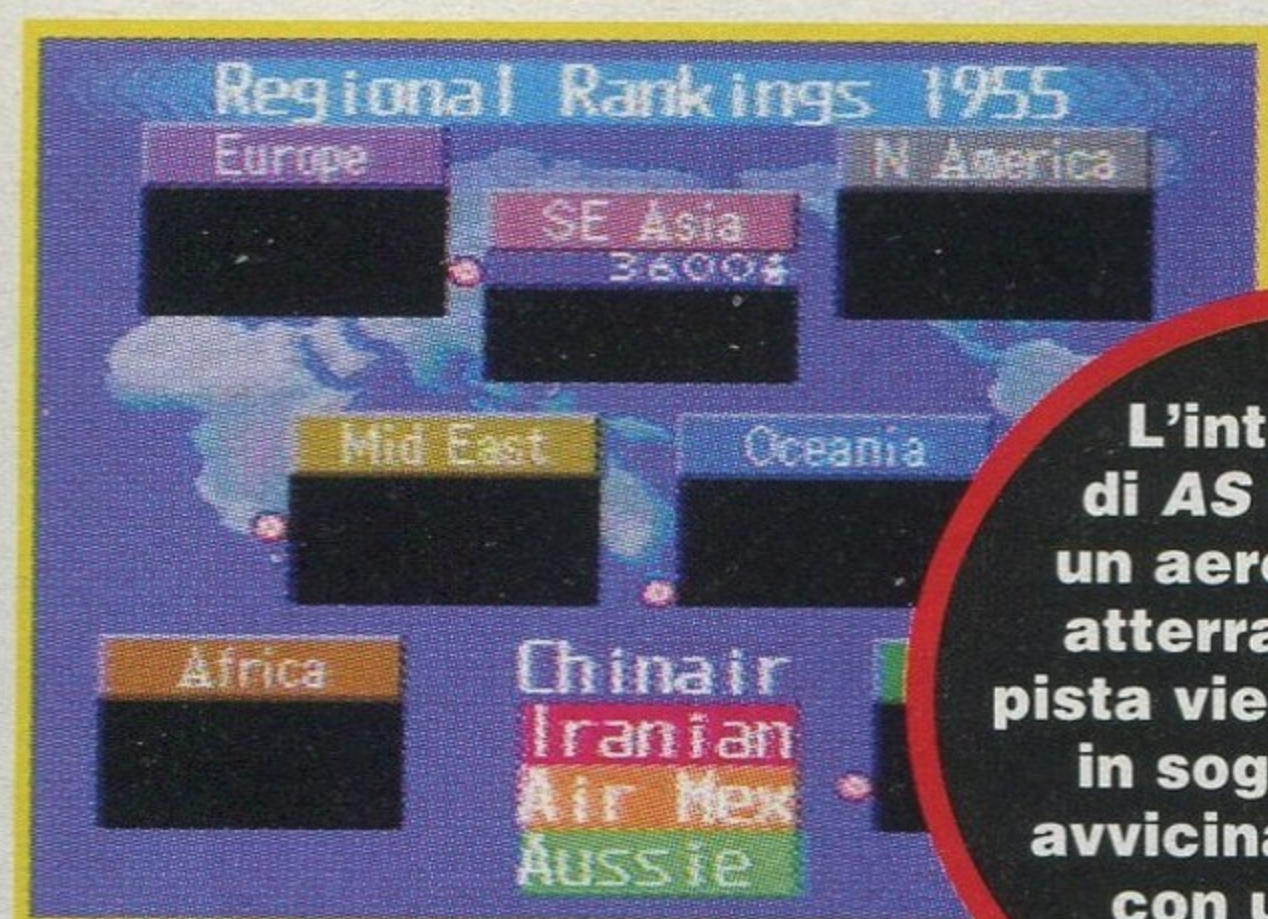 Regional Rankings 1955
Europe
N America
SE Asia
3600$
Mid East
Oceania
Africa
Chinair
Iranian
Air Mex
Aussie
L'int
di AS
un aero
atterra
pista vie
in sog
avvicina
con u